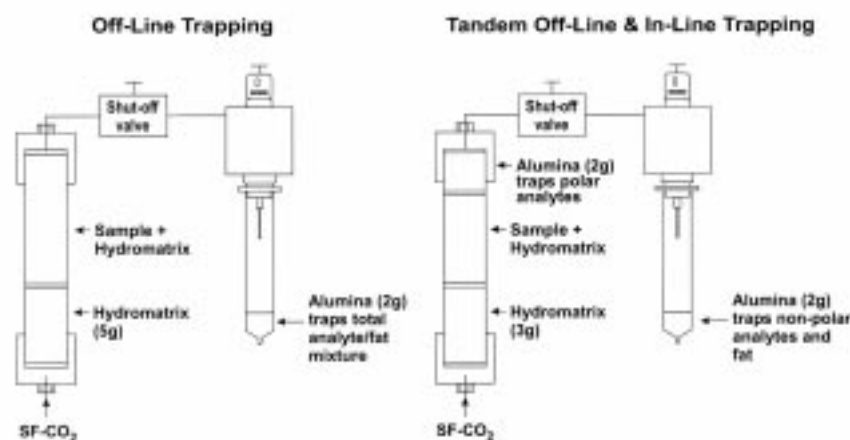 Off-Line Trapping
Shut-off
valve
Sample +
Hydromatrix
Hydromatrix
(5g)
Alumina (2g)
traps total
analyte/fat
mixture
SF-CO₂
Tandem Off-Line & In-Line Trapping
Shut-off
valve
Alumina (2g)
traps polar
analytes
Sample +
Hydromatrix
Hydromatrix
(3g)
Alumina (2g)
traps non-polar
analytes and
fat
SF-CO₂